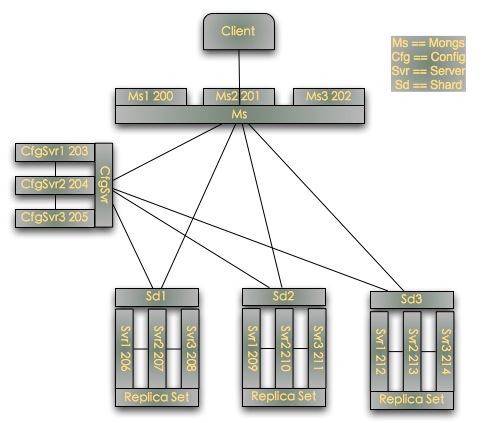 Client
Ms == Mongs
Cfg == Config
Svr == Server
Sd == Shard
Ms1 200
Ms2 201
Ms3 202
Ms
CfgSvr1 203
CfgSvr2 204
CfgSvr3 205
CfgSvr
Sd1
Sd2
Sd3
Svr1 206
Svr2 207
Svr3 208
Svr1 209
Svr2 210
Svr3 211
Svr1 212
Svr2 213
Svr3 214
Replica Set
Replica Set
Replica Set